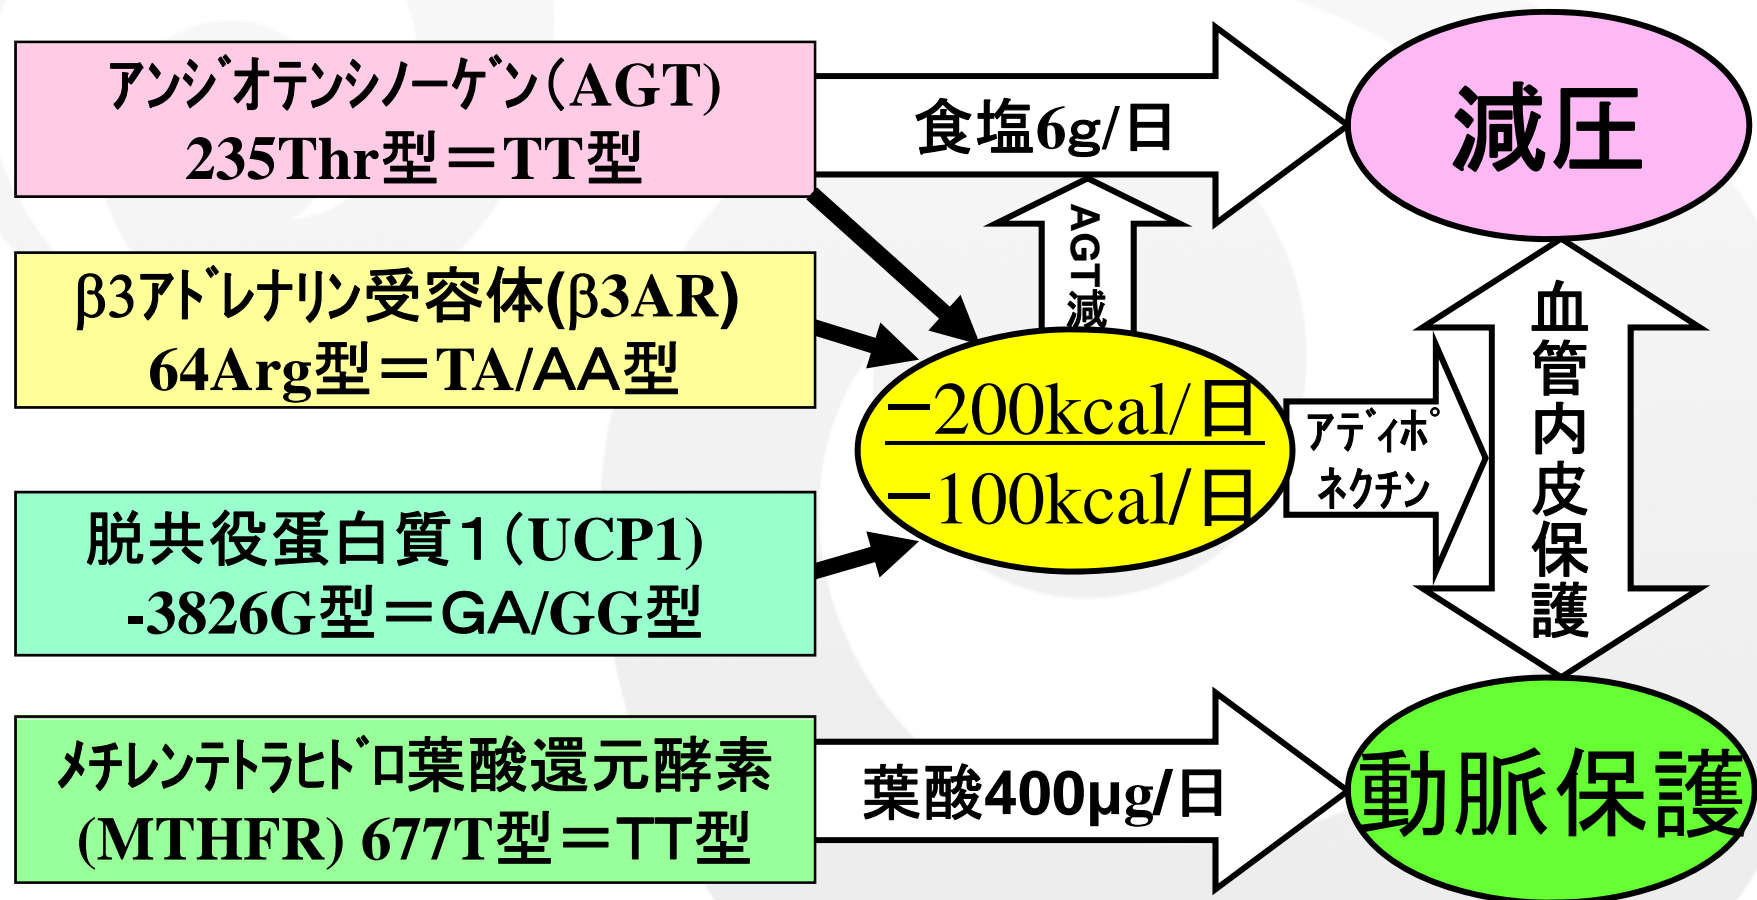 アンジオテンシノーゲン（AGT)
235Thr型＝TT型
食塩6g/日
減圧
AGT減
β3アドレナリン受容体(β3AR)
64Arg型＝TA/AA型
−200kcal/日
−100kcal/日
アディポ
ネクチン
血管内皮保護
脱共役蛋白質１（UCP1)
-3826G型＝GA/GG型
メチレンテトラヒドロ葉酸還元酵素
(MTHFR) 677T型＝TT型
葉酸400μg/日
動脈保護